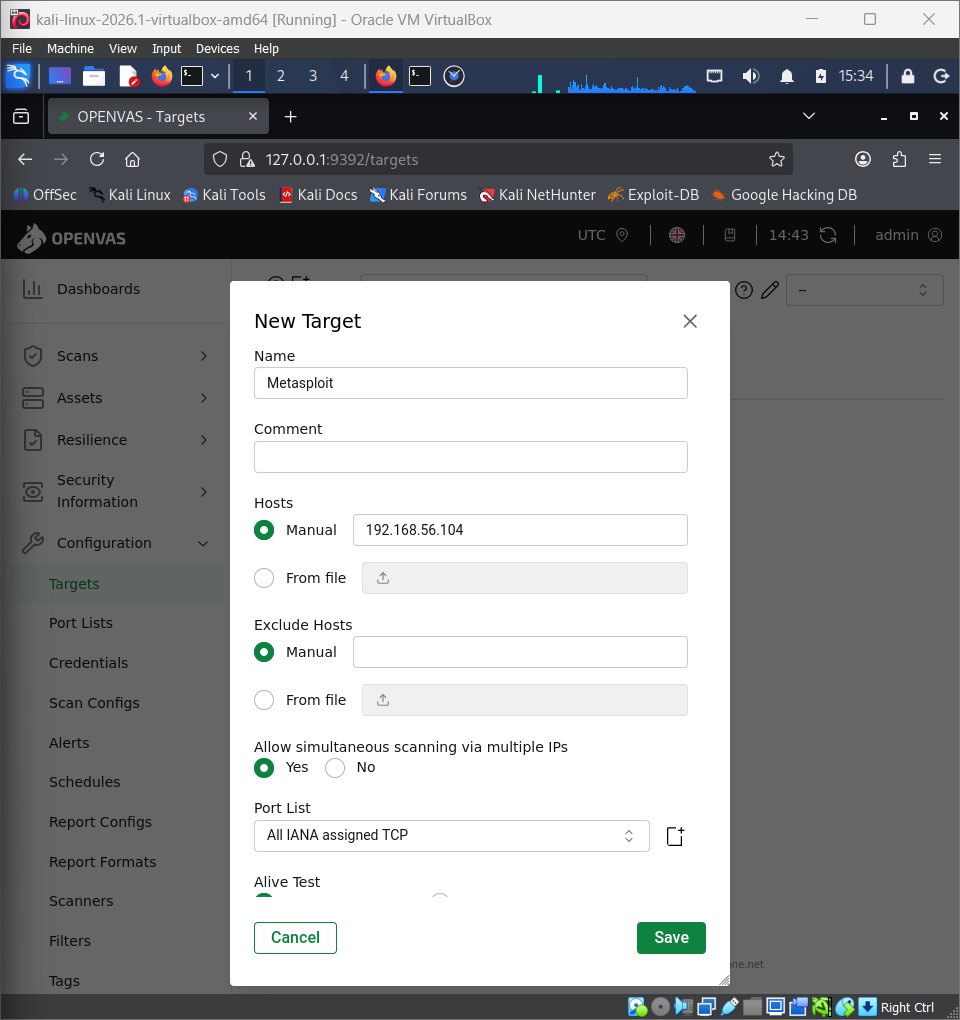 kali-linux-2026.1-virtualbox-amd64 [Running] - Oracle VM VirtualBox
File Machine View Input Devices Help
1 2 3 4 15:34
OPENVAS - Targets
127.0.0.1:9392/targets
OffSec Kali Linux Kali Tools Kali Docs Kali Forums Kali NetHunter Exploit-DB Google Hacking DB
OPENVAS UTC 14:43 admin
Dashboards
--
Scans
Assets
Resilience
Security
Information
Configuration
Targets
Port Lists
Credentials
Scan Configs
Alerts
Schedules
Report Configs
Report Formats
Scanners
Filters
Tags
New Target
Name
Metasploit
Comment
Hosts
Manual 192.168.56.104
From file
Exclude Hosts
Manual
From file
Allow simultaneous scanning via multiple IPs
Yes No
Port List
All IANA assigned TCP
Alive Test
Cancel Save
one.net
Right Ctrl